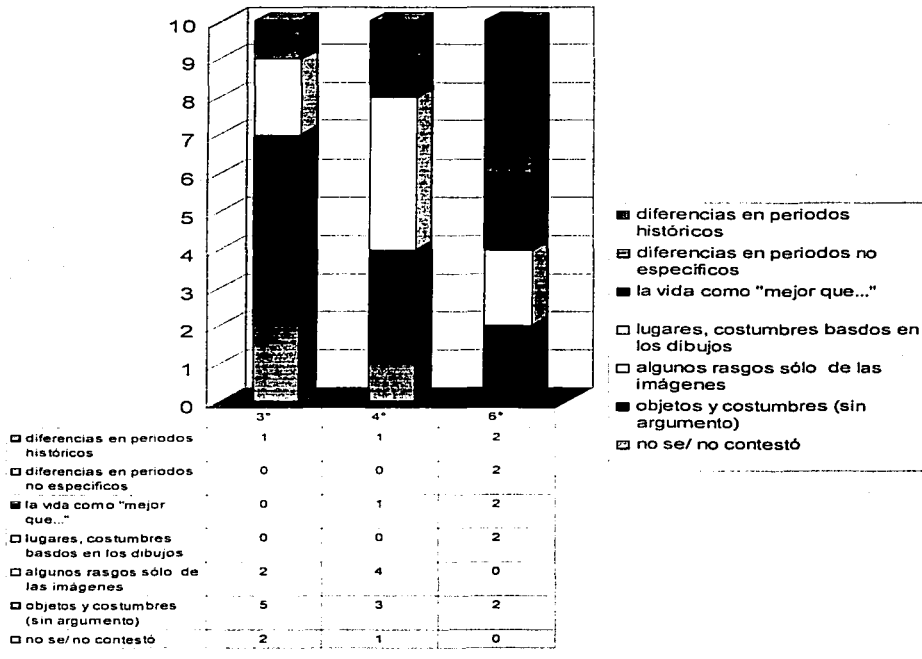 10
9
8
7
6
5
4
3
2
1
0
3° 4° 5°
diferencias en periodos
históricos
diferencias en periodos no
especificos
la vida como "mejor que..."
lugares, costumbres basdos en
los dibujos
algunos rasgos sólo de las
imágenes
objetos y costumbres (sin
argumento)
no se/ no contestó
diferencias en periodos 1 1 2
históricos
diferencias en periodos 0 0 2
no especificos
la vida como "mejor 0 1 2
que..."
lugares, costumbres 0 0 2
basdos en los dibujos
algunos rasgos sólo de 2 4 0
las imágenes
objetos y costumbres 5 3 2
(sin argumento)
no se/ no contestó 2 1 0